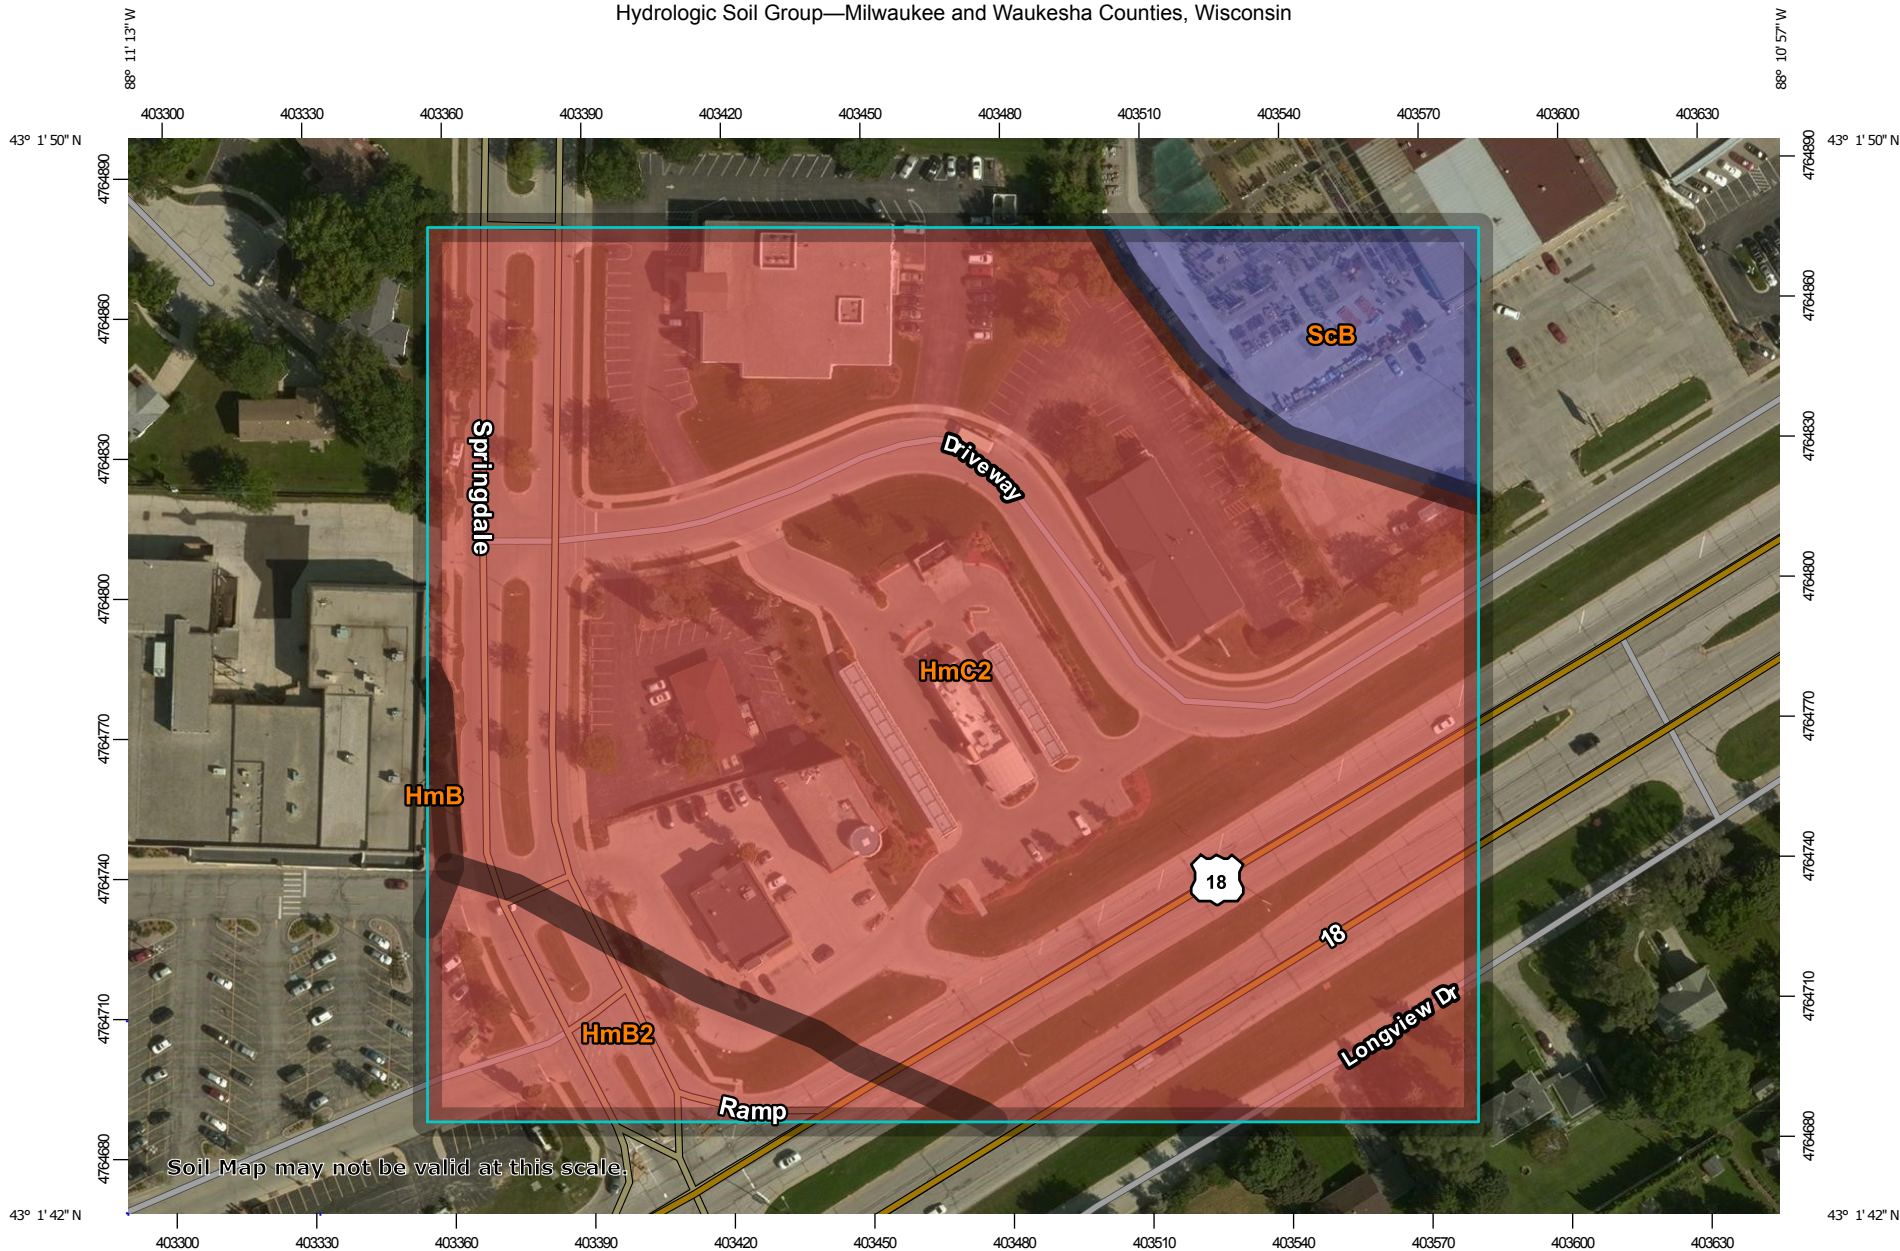 Hydrologic Soil Group—Milwaukee and Waukesha Counties, Wisconsin
88° 11' 13" W
88° 10' 57" W
403300 403330 403360 403390 403420 403450 403480 403510 403540 403570 403600 403630
43° 1' 50" N
43° 1' 50" N
4764890
4764890
4764860
4764860
ScB
4764830
4764830
Springdale
Driveway
4764800
4764800
HmC2
4764770
4764770
HmB
4764740
4764740
18
18
4764710
4764710
HmB2
Longview Dr
Ramp
4764680
4764680
Soil Map may not be valid at this scale.
43° 1' 42" N
43° 1' 42" N
403300 403330 403360 403390 403420 403450 403480 403510 403540 403570 403600 403630